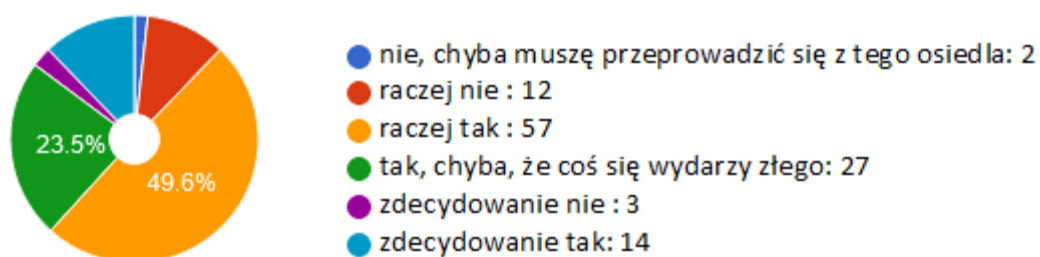 nie, chyba muszę przeprowadzić się z tego osiedla: 2
raczej nie : 12
raczej tak : 57
tak, chyba, że coś się wydarzy złego: 27
zdecydowanie nie : 3
zdecydowanie tak: 14
23.5%
49.6%